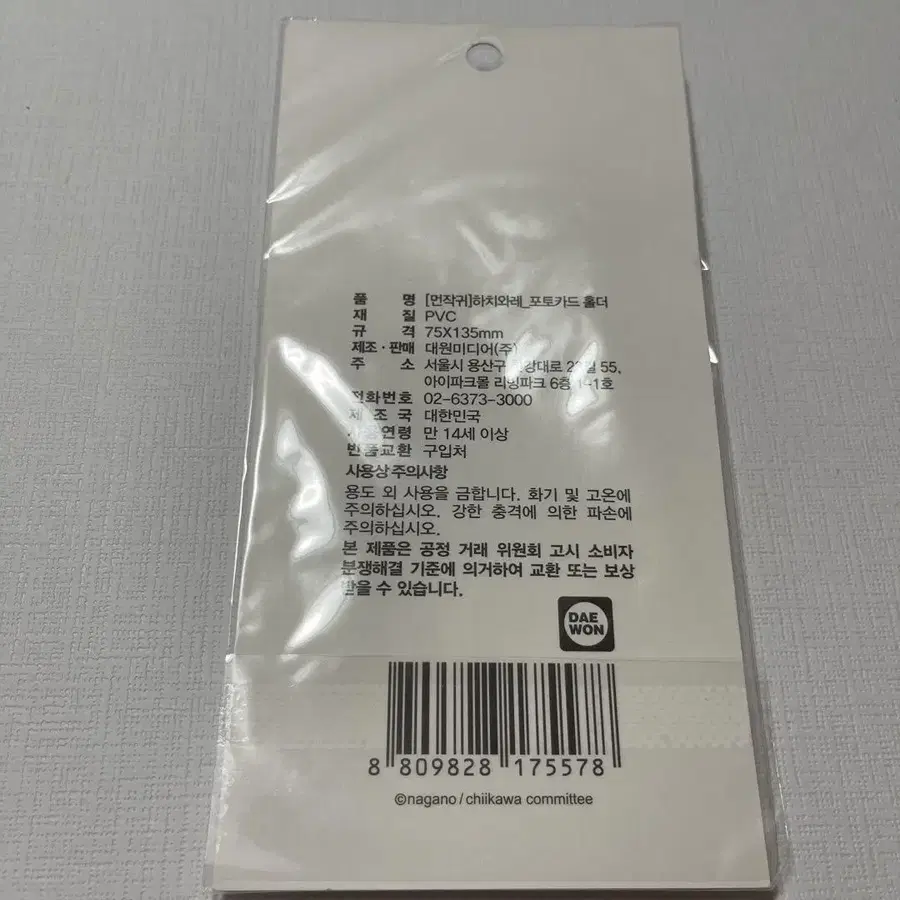 품 명 [먼작귀]하치와레_포토카드 홀더
재 질 PVC
규 격 75X135mm
제조·판매 대원미디어(주)
주 소 서울시 용산구 55,
아이파크몰 리빙파크 6층 1-1호
전화번호 02-6373-3000
제 조 국 대한민국
만 14세 이상
반품교환 구입처
사용상 주의사항
용도 외 사용을 금합니다. 화기 및 고온에
주의하십시오. 강한 충격에 의한 파손에
주의하십시오.
본 제품은 공정 거래 위원회 고시 소비자
분쟁해결 기준에 의거하여 교환 또는 보상
받을 수 있습니다.
DAE
WON
8 809828 175578
©nagano / chiikawa committee